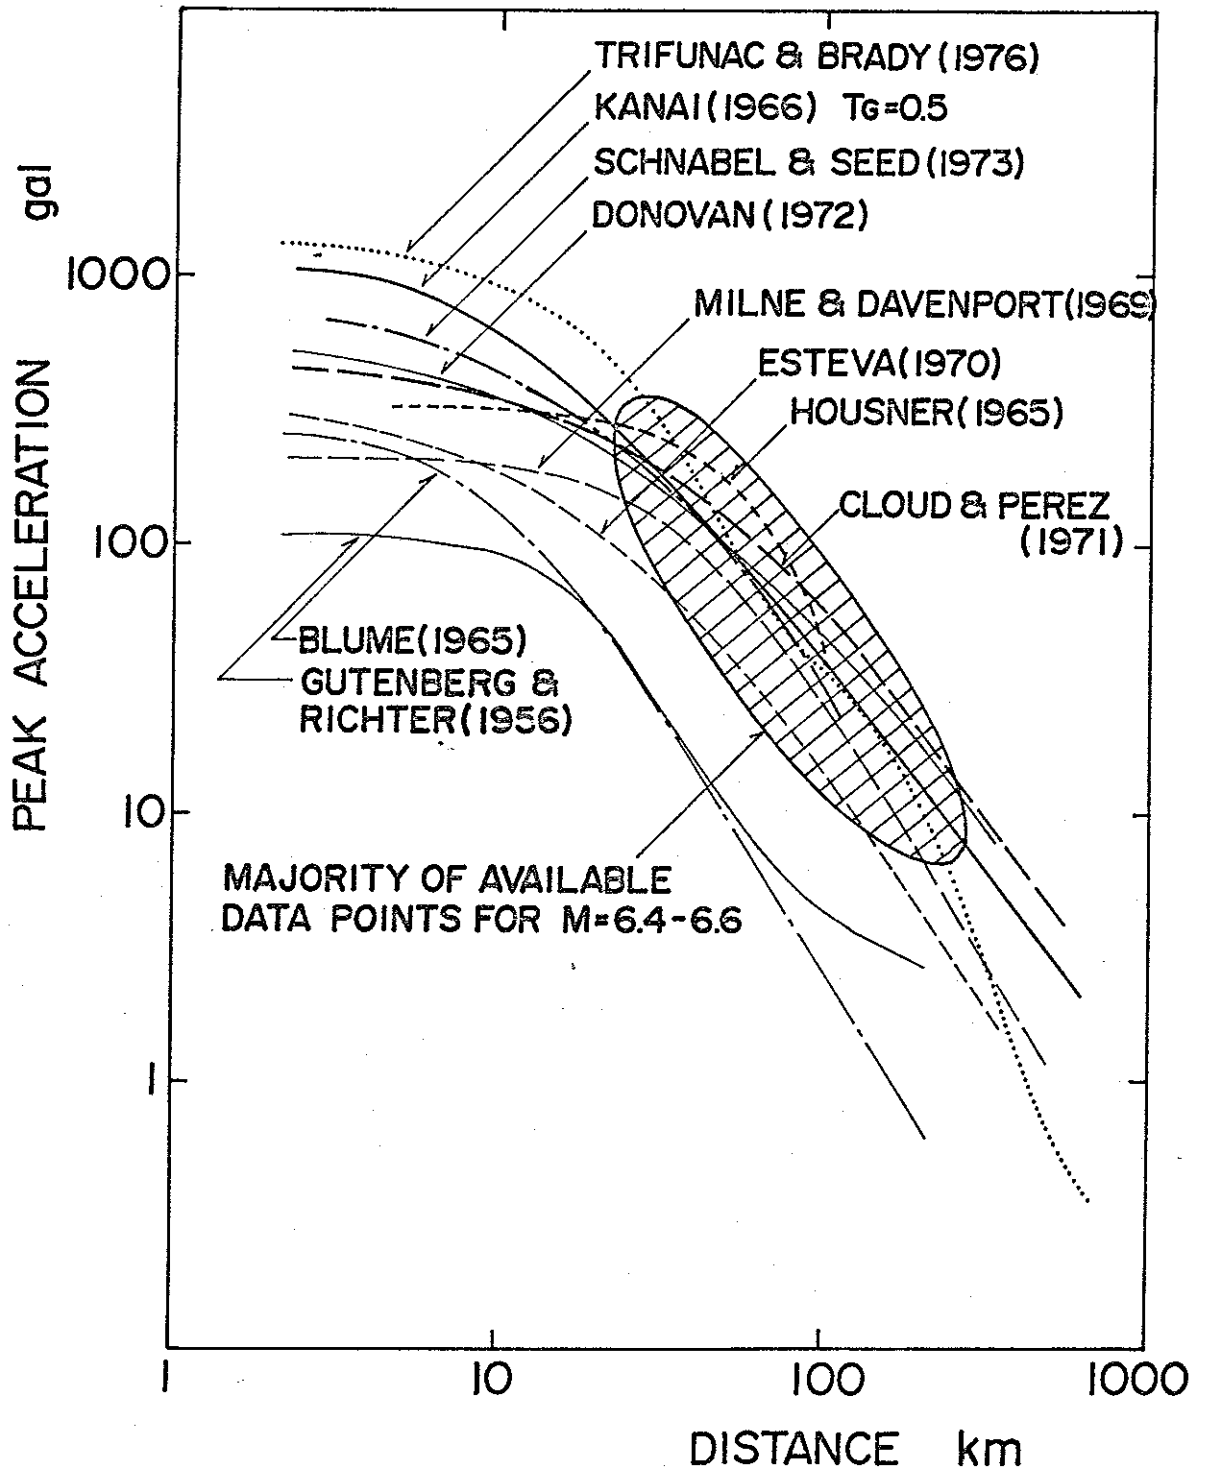 TRIFUNAC & BRADY (1976)
KANAI (1966) TG=0.5
SCHNABEL & SEED (1973)
DONOVAN (1972)
MILNE & DAVENPORT (1969)
ESTEVA (1970)
HOUSNER (1965)
CLOUD & PEREZ
(1971)
BLUME (1965)
GUTENBERG &
RICHTER (1956)
MAJORITY OF AVAILABLE
DATA POINTS FOR M=6.4-6.6
PEAK ACCELERATION gal
1000
100
10
1
1
10
100
1000
DISTANCE km